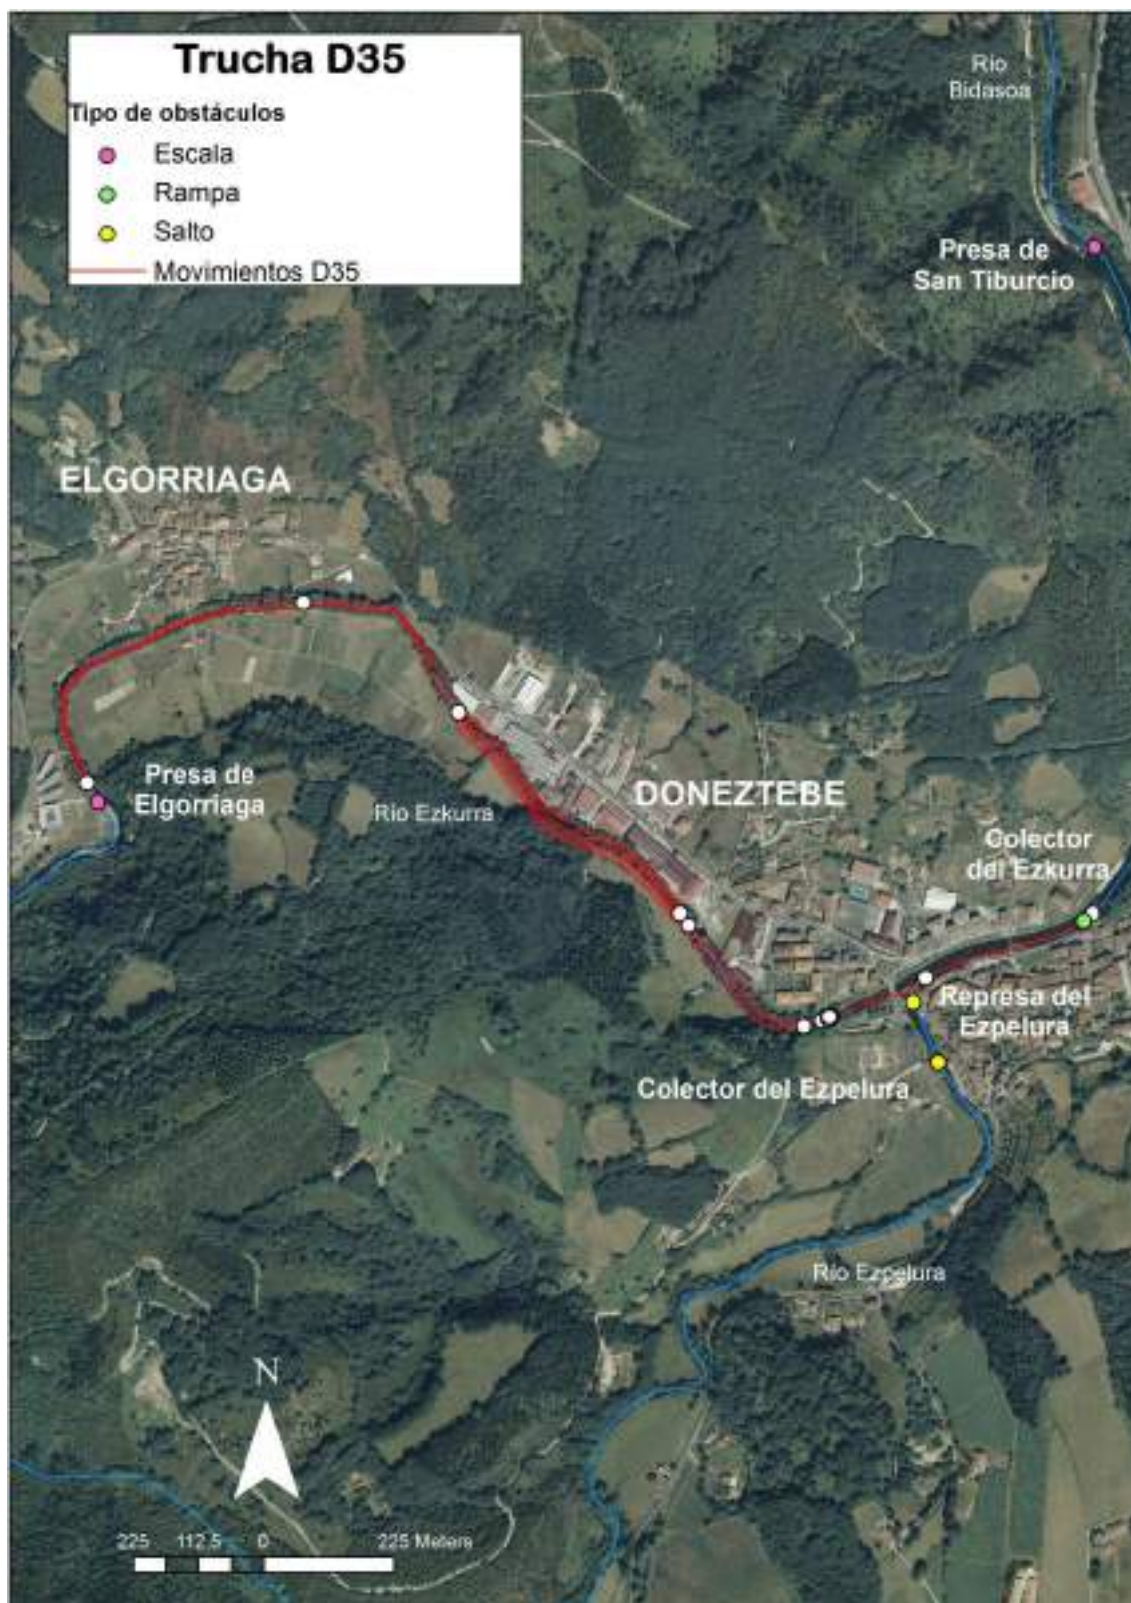 Trucha D35
Tipo de obstáculos
Escala
Rampa
Salto
Movimientos D35
Río
Bidasoa
Presa de
San Tiburcio
ELGORRIAGA
Presa de
Elgorriaga
Río Ezkurra
DONEZTEBE
Colector
del Ezkurra
Represa del
Ezpelura
Colector del Ezpelura
Río Ezpelura
N
225 112,5 0 225 Meters